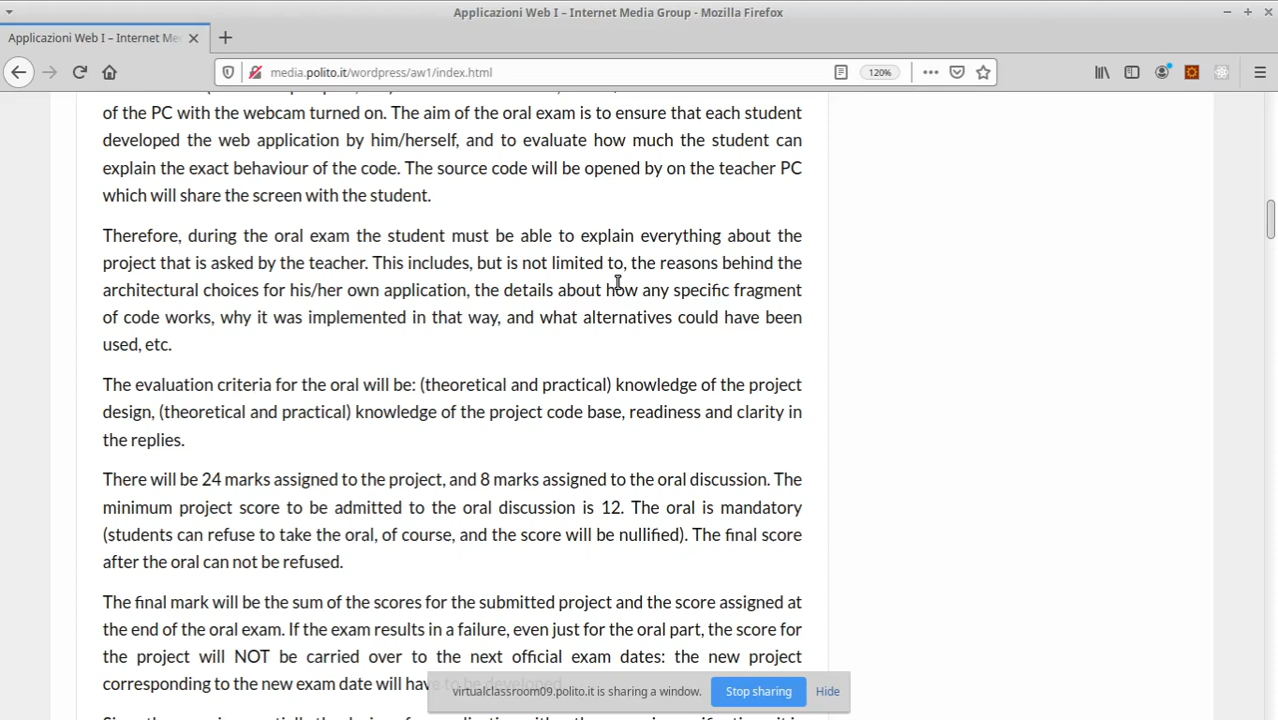 Applicazioni Web I – Internet Media Group - Mozilla Firefox
Applicazioni Web I – Internet Me
media.polito.it/wordpress/aw1/index.html
120%
of the PC with the webcam turned on. The aim of the oral exam is to ensure that each student
developed the web application by him/herself, and to evaluate how much the student can
explain the exact behaviour of the code. The source code will be opened by on the teacher PC
which will share the screen with the student.
Therefore, during the oral exam the student must be able to explain everything about the
project that is asked by the teacher. This includes, but is not limited to, the reasons behind the
architectural choices for his/her own application, the details about how any specific fragment
of code works, why it was implemented in that way, and what alternatives could have been
used, etc.
The evaluation criteria for the oral will be: (theoretical and practical) knowledge of the project
design, (theoretical and practical) knowledge of the project code base, readiness and clarity in
the replies.
There will be 24 marks assigned to the project, and 8 marks assigned to the oral discussion. The
minimum project score to be admitted to the oral discussion is 12. The oral is mandatory
(students can refuse to take the oral, of course, and the score will be nullified). The final score
after the oral can not be refused.
The final mark will be the sum of the scores for the submitted project and the score assigned at
the end of the oral exam. If the exam results in a failure, even just for the oral part, the score for
the project will NOT be carried over to the next official exam dates: the new project
corresponding to the new exam date will have to be developed.
virtualclassroom09.polito.it is sharing a window.
Stop sharing
Hide